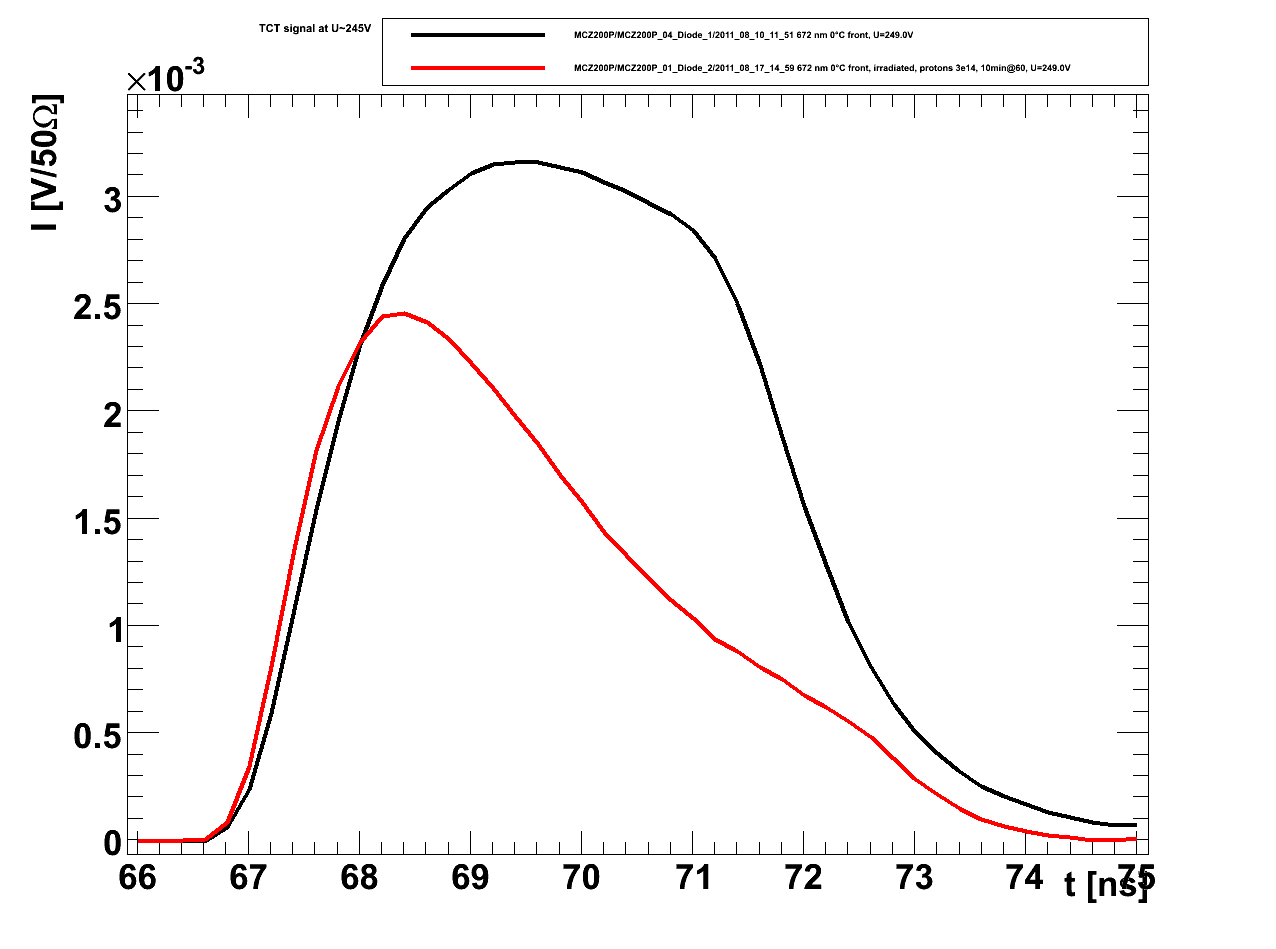 TCT signal at U~245V
MCZ200P/MCZ200P_04_Diode_1/2011_08_10_11_51 672 nm 0°C front, U=249.0V
MCZ200P/MCZ200P_01_Diode_2/2011_08_17_14_59 672 nm 0°C front, irradiated, protons 3e14, 10min@60, U=249.0V
×10⁻³
I [V/50Ω]
3
2.5
2
1.5
1
0.5
0
66 67 68 69 70 71 72 73 74 75
t [ns]